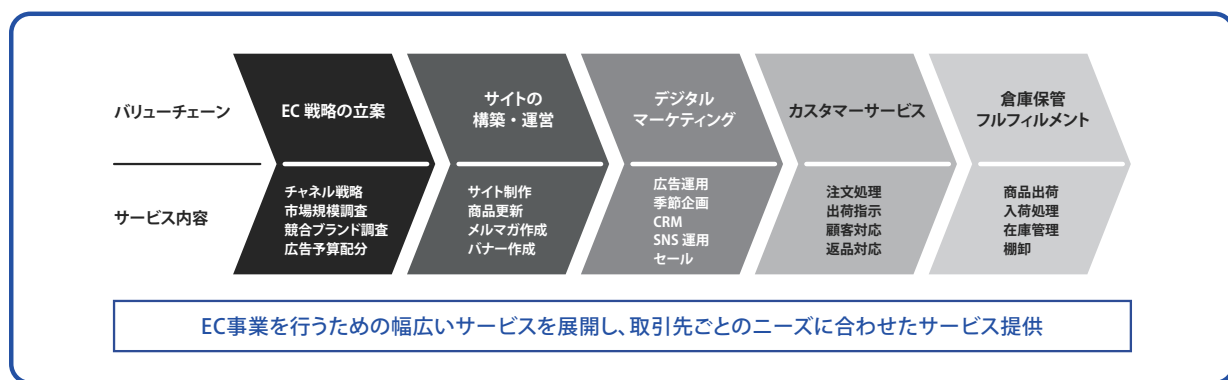 バリューチェーン
EC 戦略の立案
サイトの
構築・運営
デジタル
マーケティング
カスタマーサービス
倉庫保管
フルフィルメント
サービス内容
チャネル戦略
市場規模調査
競合ブランド調査
広告予算配分
サイト制作
商品更新
メルマガ作成
バナー作成
広告運用
季節企画
CRM
SNS 運用
セール
注文処理
出荷指示
顧客対応
返品対応
商品出荷
入荷処理
在庫管理
棚卸
EC事業を行うための幅広いサービスを展開し、取引先ごとのニーズに合わせたサービス提供